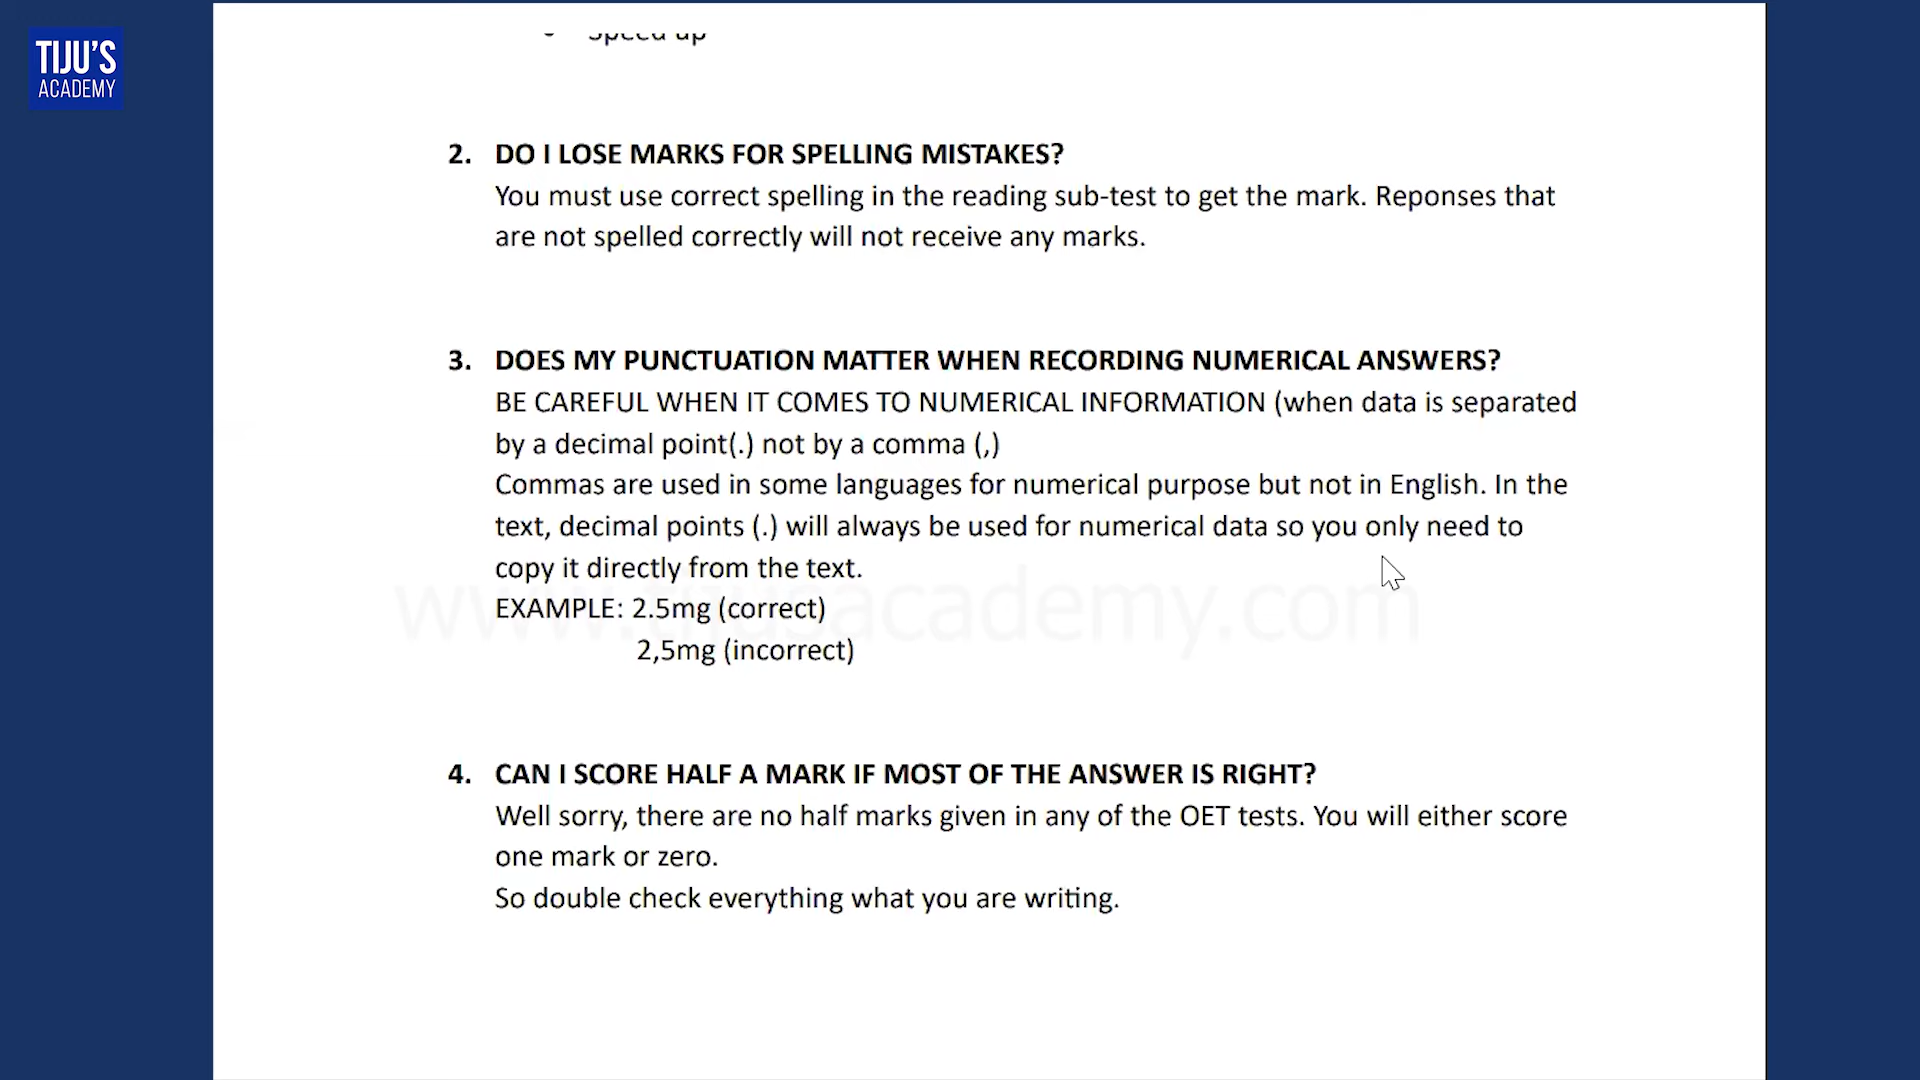 TIJU'S
ACADEMY
• Speed up
2. DO I LOSE MARKS FOR SPELLING MISTAKES?
You must use correct spelling in the reading sub-test to get the mark. Reponses that
are not spelled correctly will not receive any marks.
3. DOES MY PUNCTUATION MATTER WHEN RECORDING NUMERICAL ANSWERS?
BE CAREFUL WHEN IT COMES TO NUMERICAL INFORMATION (when data is separated
by a decimal point(.) not by a comma (,)
Commas are used in some languages for numerical purpose but not in English. In the
text, decimal points (.) will always be used for numerical data so you only need to
copy it directly from the text.
www.tijusacademy.com
EXAMPLE: 2.5mg (correct)
2,5mg (incorrect)
4. CAN I SCORE HALF A MARK IF MOST OF THE ANSWER IS RIGHT?
Well sorry, there are no half marks given in any of the OET tests. You will either score
one mark or zero.
So double check everything what you are writing.